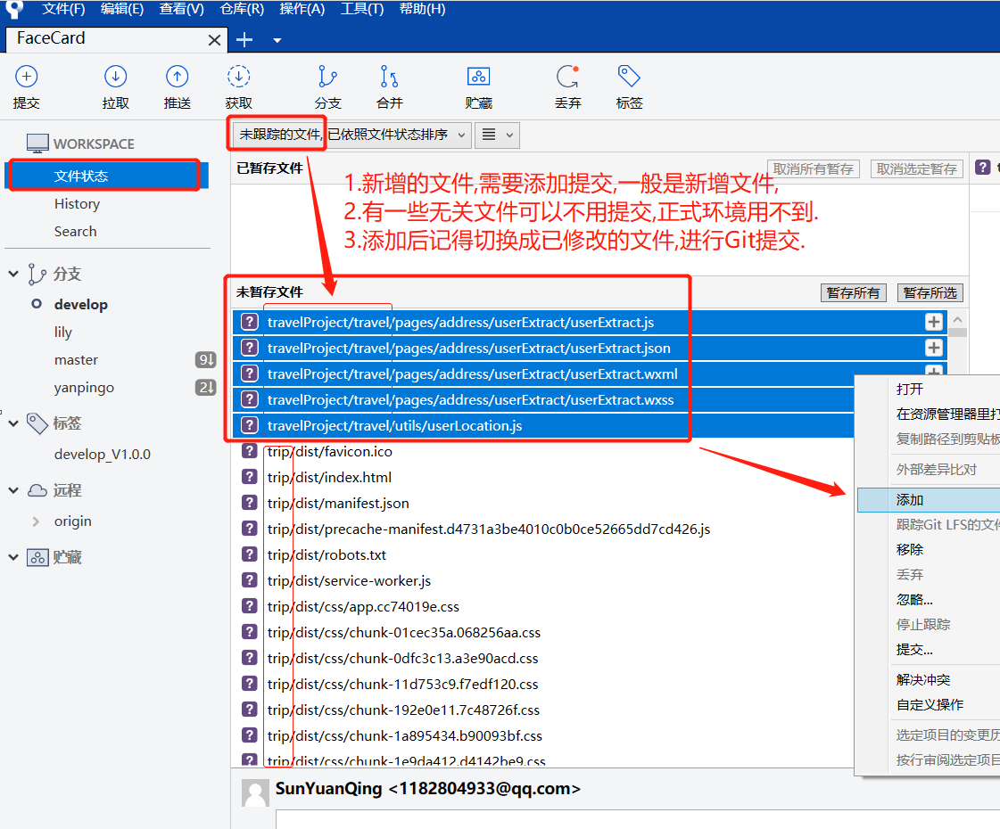 文件(F) 编辑(E) 查看(V) 仓库(R) 操作(A) 工具(T) 帮助(H)
FaceCard
提交 拉取 推送 获取 分支 合并 贮藏 丢弃 标签
未跟踪的文件, 已依照文件状态排序
WORKSPACE
文件状态
History
Search
分支
develop
lily
master 9
yanpingo 2
标签
develop_V1.0.0
远程
origin
贮藏
已暂存文件 取消所有暂存 取消选定暂存
1.新增的文件,需要添加提交,一般是新增文件,
2.有一些无关文件可以不用提交,正式环境用不到.
3.添加后记得切换成已修改的文件,进行Git提交.
未暂存文件 暂存所有 暂存所选
travelProject/travel/pages/address/userExtract/userExtract.js
travelProject/travel/pages/address/userExtract/userExtract.json
travelProject/travel/pages/address/userExtract/userExtract.wxml
travelProject/travel/pages/address/userExtract/userExtract.wxss
travelProject/travel/utils/userLocation.js
trip/dist/favicon.ico
trip/dist/index.html
trip/dist/manifest.json
trip/dist/precache-manifest.d4731a3be4010c0b0ce52665dd7cd426.js
trip/dist/robots.txt
trip/dist/service-worker.js
trip/dist/css/app.cc74019e.css
trip/dist/css/chunk-01cec35a.068256aa.css
trip/dist/css/chunk-0dfc3c13.a3e90acd.css
trip/dist/css/chunk-11d753c9.f7edf120.css
trip/dist/css/chunk-192e0e11.7c48726f.css
trip/dist/css/chunk-1a895434.b90093bf.css
trip/dist/css/chunk-1e9da412.d4142be9.css
打开
在资源管理器里打
复制路径到剪贴板
外部差异比对
添加
跟踪Git LFS的文件
移除
丢弃
忽略...
停止跟踪
提交...
解决冲突
自定义操作
选定项目的变更历
按行审阅选定项目
SunYuanQing <1182804933@qq.com>